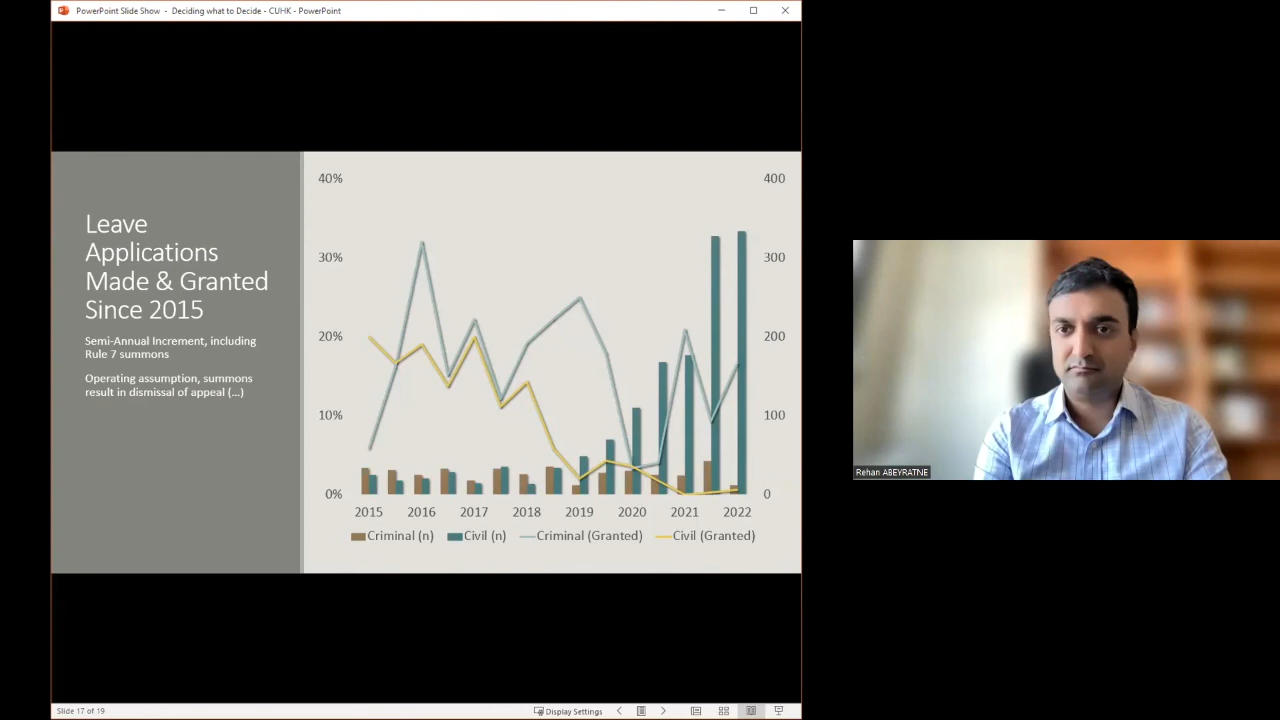 PowerPoint Slide Show - Deciding what to Decide - CUHK - PowerPoint
Leave
Applications
Made & Granted
Since 2015
Semi-Annual Increment, including
Rule 7 summons
Operating assumption, summons
result in dismissal of appeal (...)
40%
30%
20%
10%
0%
400
300
200
100
0
2015 2016 2017 2018 2019 2020 2021 2022
Criminal (n) Civil (n) Criminal (Granted) Civil (Granted)
Rehan ABEYRATNE
Slide 17 of 19
Display Settings